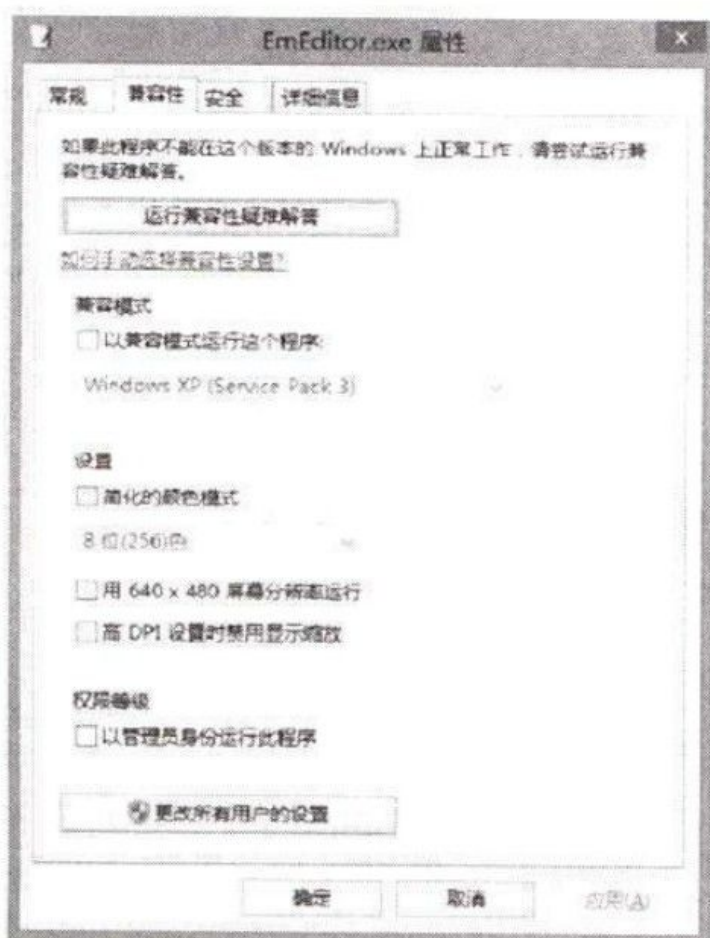 EmEditor.exe 属性
常规 兼容性 安全 详细信息
如果此程序不能在这个版本的 Windows 上正常工作，请尝试运行兼
容性疑难解答。
运行兼容性疑难解答
如何手动选择兼容性设置?
兼容模式
以兼容模式运行这个程序:
Windows XP (Service Pack 3)
设置
简化的颜色模式
8 位(256)色
用 640 x 480 屏幕分辨率运行
高 DPI 设置时禁用显示缩放
权限等级
以管理员身份运行此程序
更改所有用户的设置
确定 取消 应用(A)